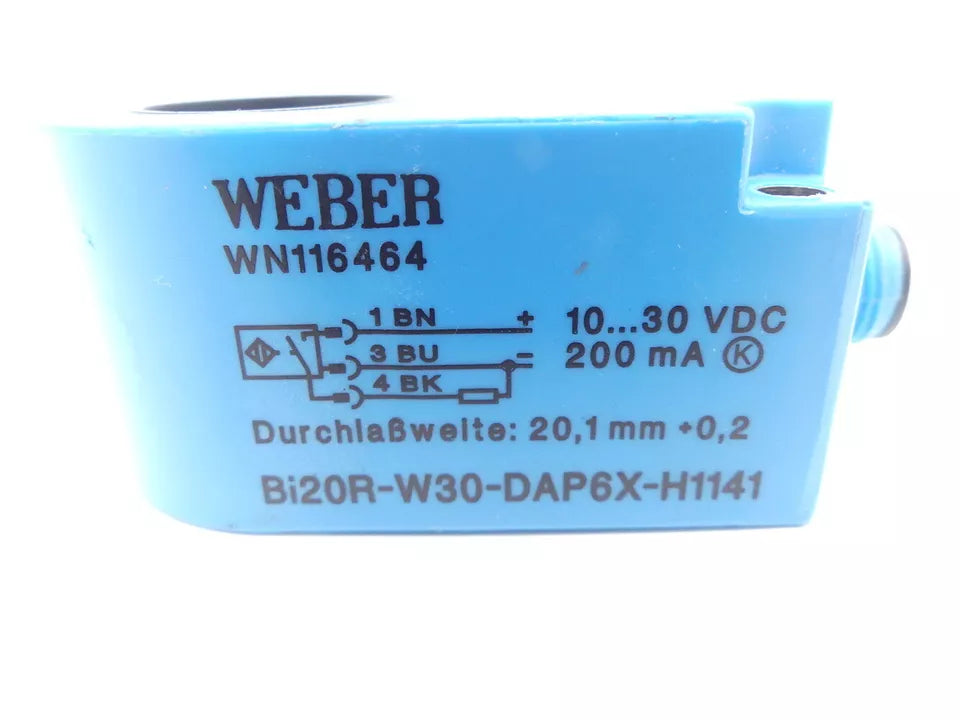 WEBER
WN116464
1 BN + 10...30 VDC
3 BU - 200 mA K
4 BK
Durchlaßweite: 20,1 mm +0,2
Bi20R-W30-DAP6X-H1141